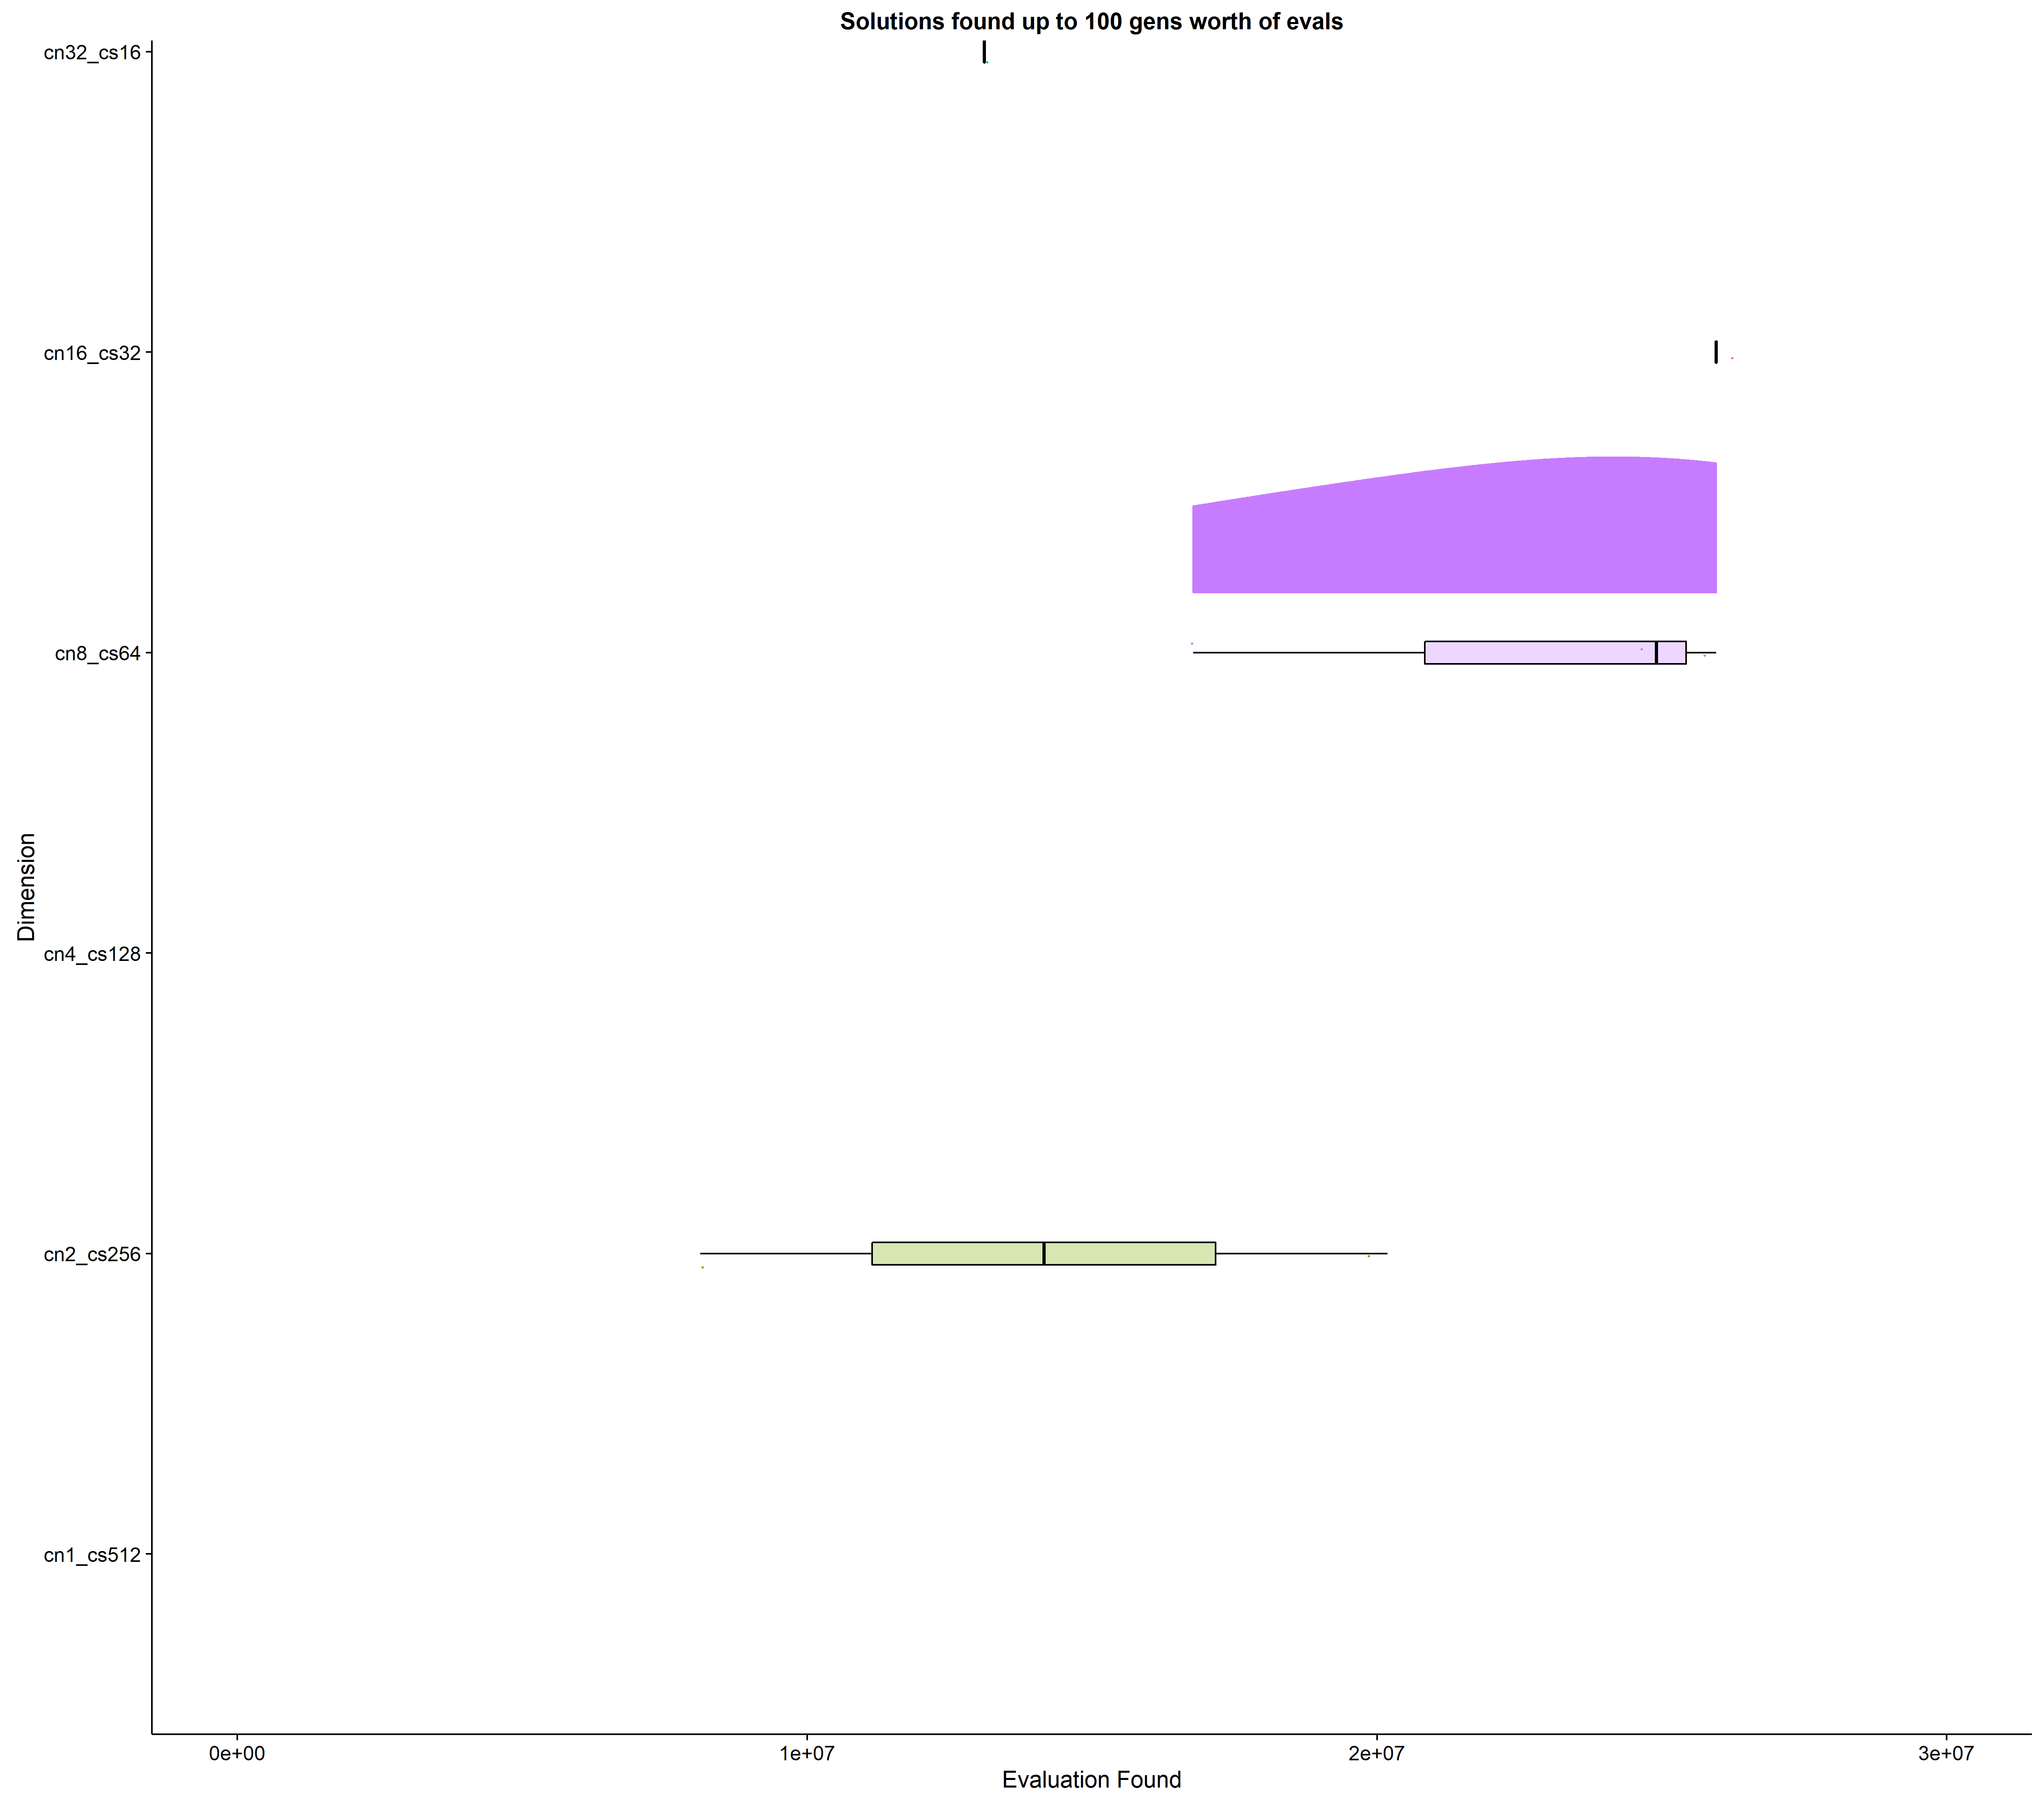 Solutions found up to 100 gens worth of evals
cn32_cs16
cn16_cs32
cn8_cs64
cn4_cs128
cn2_cs256
cn1_cs512
Dimension
0e+00
1e+07
2e+07
3e+07
Evaluation Found